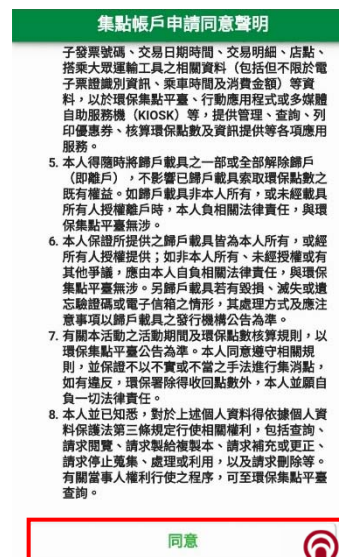 集點帳戶申請同意聲明
子發票號碼、交易日期時間、交易明細、店點、
搭乘大眾運輸工具之相關資料（包括但不限於電
子票證識別資訊、乘車時間及消費金額）等資
料，以於環保集點平臺、行動應用程式或多媒體
自助服務機（KIOSK）等，提供管理、查詢、列
印優惠券、核算環保點數及資訊提供等各項應用
服務。
5. 本人得隨時將歸戶載具之一部或全部解除歸戶
（即離戶），不影響已歸戶載具索取環保點數之
既有權益。如歸戶載具非本人所有，或未經載具
所有人授權離戶時，本人負相關法律責任，與環
保集點平臺無涉。
6. 本人保證所提供之歸戶載具皆為本人所有，或經
所有人授權提供；如非本人所有、未經授權或有
其他爭議，應由本人自負相關法律責任，與環保
集點平臺無涉。另歸戶載具若有毀損、滅失或遺
忘驗證碼或電子信箱之情形，其處理方式及應注
意事項以歸戶載具之發行機構公告為準。
7. 有關本活動之活動期間及環保點數核算規則，以
環保集點平臺公告為準。本人同意遵守相關規
則，並保證不以不實或不當之手法進行集消點，
如有違反，環保署除得收回點數外，本人並願自
負一切法律責任。
8. 本人並已知悉，對於上述個人資料得依據個人資
料保護法第三條規定行使相關權利，包括查詢、
請求閱覽、請求製給複製本、請求補充或更正、
請求停止蒐集、處理或利用，以及請求刪除等。
有關當事人權利行使之程序，可至環保集點平臺
查詢。
同意